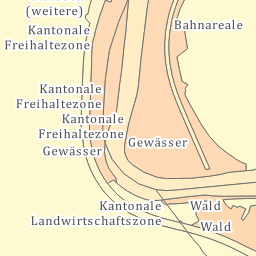 (weitere)
Kantonale
Freihaltezone
Bahnareale
Kantonale
Freihaltezone
Kantonale
Freihaltezone
Gewässer
Gewässer
Kantonale
Landwirtschaftszone
Wald
Wald